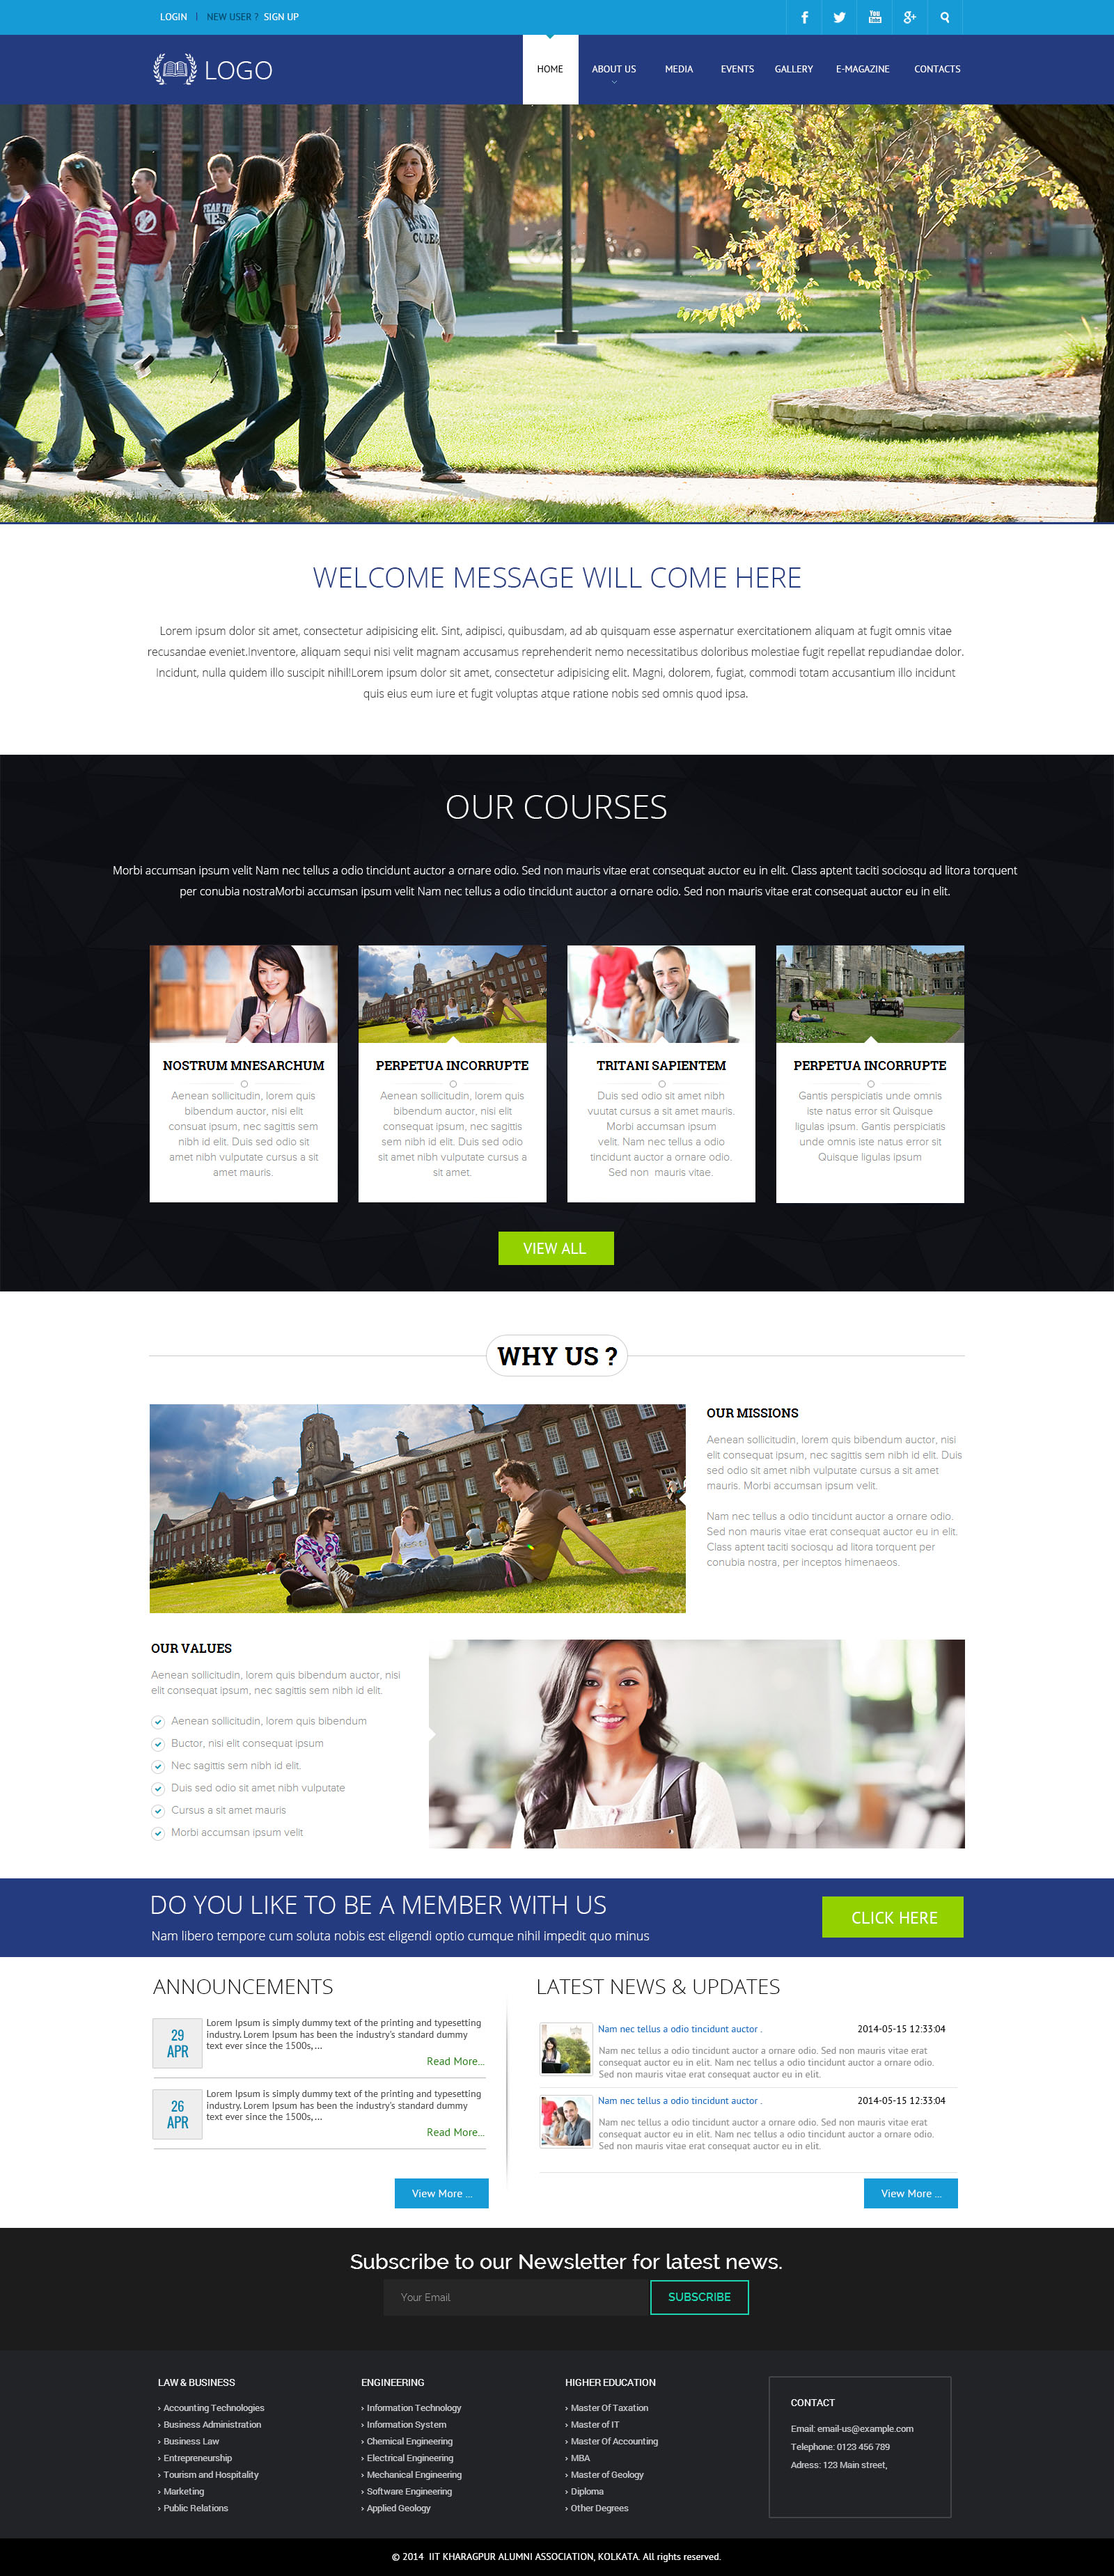 LOGIN | NEW USER ? SIGN UP
You
Tube
LOGO
HOME ABOUT US MEDIA EVENTS GALLERY E-MAGAZINE CONTACTS
WELCOME MESSAGE WILL COME HERE
Lorem ipsum dolor sit amet, consectetur adipisicing elit. Sint, adipisci, quibusdam, ad ab quisquam esse aspernatur exercitationem aliquam at fugit omnis vitae
recusandae eveniet.Inventore, aliquam sequi nisi velit magnam accusamus reprehenderit nemo necessitatibus doloribus molestiae fugit repellat repudiandae dolor.
Incidunt, nulla quidem illo suscipit nihil!Lorem ipsum dolor sit amet, consectetur adipisicing elit. Magni, dolorem, fugiat, commodi totam accusantium illo incidunt
quis eius eum iure et fugit voluptas atque ratione nobis sed omnis quod ipsa.
OUR COURSES
Morbi accumsan ipsum velit Nam nec tellus a odio tincidunt auctor a ornare odio. Sed non mauris vitae erat consequat auctor eu in elit. Class aptent taciti sociosqu ad litora torquent
per conubia nostraMorbi accumsan ipsum velit Nam nec tellus a odio tincidunt auctor a ornare odio. Sed non mauris vitae erat consequat auctor eu in elit.
NOSTRUM MNESARCHUM
Aenean sollicitudin, lorem quis
bibendum auctor, nisi elit
consuat ipsum, nec sagittis sem
nibh id elit. Duis sed odio sit
amet nibh vulputate cursus a sit
amet mauris.
PERPETUA INCORRUPTE
Aenean sollicitudin, lorem quis
bibendum auctor, nisi elit
consequat ipsum, nec sagittis
sem nibh id elit. Duis sed odio
sit amet nibh vulputate cursus a
sit amet.
TRITANI SAPIENTEM
Duis sed odio sit amet nibh
vuutat cursus a sit amet mauris.
Morbi accumsan ipsum
velit. Nam nec tellus a odio
tincidunt auctor a ornare odio.
Sed non mauris vitae.
PERPETUA INCORRUPTE
Gantis perspiciatis unde omnis
iste natus error sit Quisque
ligulas ipsum. Gantis perspiciatis
unde omnis iste natus error sit
Quisque ligulas ipsum
VIEW ALL
WHY US ?
OUR MISSIONS
Aenean sollicitudin, lorem quis bibendum auctor, nisi
elit consequat ipsum, nec sagittis sem nibh id elit. Duis
sed odio sit amet nibh vulputate cursus a sit amet
mauris. Morbi accumsan ipsum velit.
Nam nec tellus a odio tincidunt auctor a ornare odio.
Sed non mauris vitae erat consequat auctor eu in elit.
Class aptent taciti sociosqu ad litora torquent per
conubia nostra, per inceptos himenaeos.
OUR VALUES
Aenean sollicitudin, lorem quis bibendum auctor, nisi
elit consequat ipsum, nec sagittis sem nibh id elit.
Aenean sollicitudin, lorem quis bibendum
Buctor, nisi elit consequat ipsum
Nec sagittis sem nibh id elit.
Duis sed odio sit amet nibh vulputate
Cursus a sit amet mauris
Morbi accumsan ipsum velit
DO YOU LIKE TO BE A MEMBER WITH US
Nam libero tempore cum soluta nobis est eligendi optio cumque nihil impedit quo minus
CLICK HERE
ANNOUNCEMENTS
29
APR
Lorem Ipsum is simply dummy text of the printing and typesetting
industry. Lorem Ipsum has been the industry's standard dummy
text ever since the 1500s, ...
Read More...
26
APR
Lorem Ipsum is simply dummy text of the printing and typesetting
industry. Lorem Ipsum has been the industry's standard dummy
text ever since the 1500s, ...
Read More...
View More ...
LATEST NEWS & UPDATES
Nam nec tellus a odio tincidunt auctor . 2014-05-15 12:33:04
Nam nec tellus a odio tincidunt auctor a ornare odio. Sed non mauris vitae erat
consequat auctor eu in elit. Nam nec tellus a odio tincidunt auctor a ornare odio.
Sed non mauris vitae erat consequat auctor eu in elit.
Nam nec tellus a odio tincidunt auctor . 2014-05-15 12:33:04
Nam nec tellus a odio tincidunt auctor a ornare odio. Sed non mauris vitae erat
consequat auctor eu in elit. Nam nec tellus a odio tincidunt auctor a ornare odio.
Sed non mauris vitae erat consequat auctor eu in elit.
View More ...
Subscribe to our Newsletter for latest news.
Your Email SUBSCRIBE
LAW & BUSINESS
› Accounting Technologies
› Business Administration
› Business Law
› Entrepreneurship
› Tourism and Hospitality
› Marketing
› Public Relations
ENGINEERING
› Information Technology
› Information System
› Chemical Engineering
› Electrical Engineering
› Mechanical Engineering
› Software Engineering
› Applied Geology
HIGHER EDUCATION
› Master Of Taxation
› Master of IT
› Master Of Accounting
› MBA
› Master of Geology
› Diploma
› Other Degrees
CONTACT
Email: email-us@example.com
Telephone: 0123 456 789
Adress: 123 Main street,
© 2014 IIT KHARAGPUR ALUMNI ASSOCIATION, KOLKATA. All rights reserved.